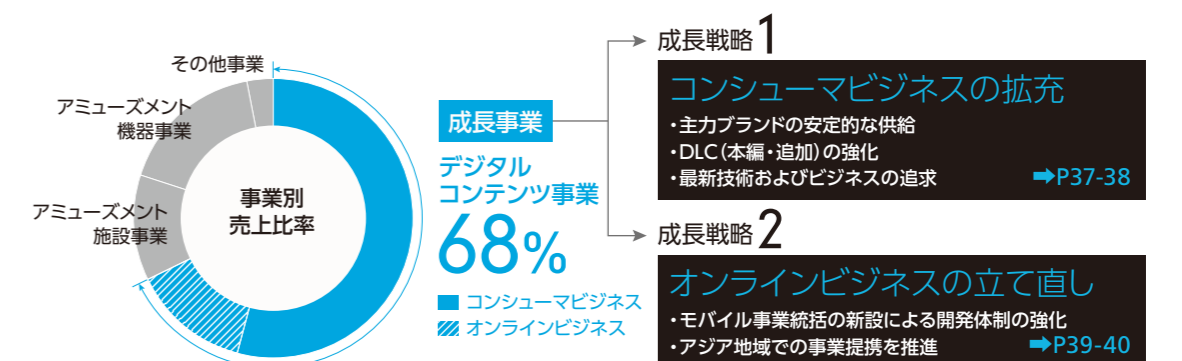 その他事業
アミューズメント
機器事業
アミューズメント
施設事業
事業別
売上比率
成長事業
デジタル
コンテンツ事業
68%
コンシューマビジネス
オンラインビジネス
成長戦略1
コンシューマビジネスの拡充
・主力ブランドの安定的な供給
・DLC(本編・追加)の強化
・最新技術およびビジネスの追求 ➡P37-38
成長戦略2
オンラインビジネスの立て直し
・モバイル事業統括の新設による開発体制の強化
・アジア地域での事業提携を推進 ➡P39-40